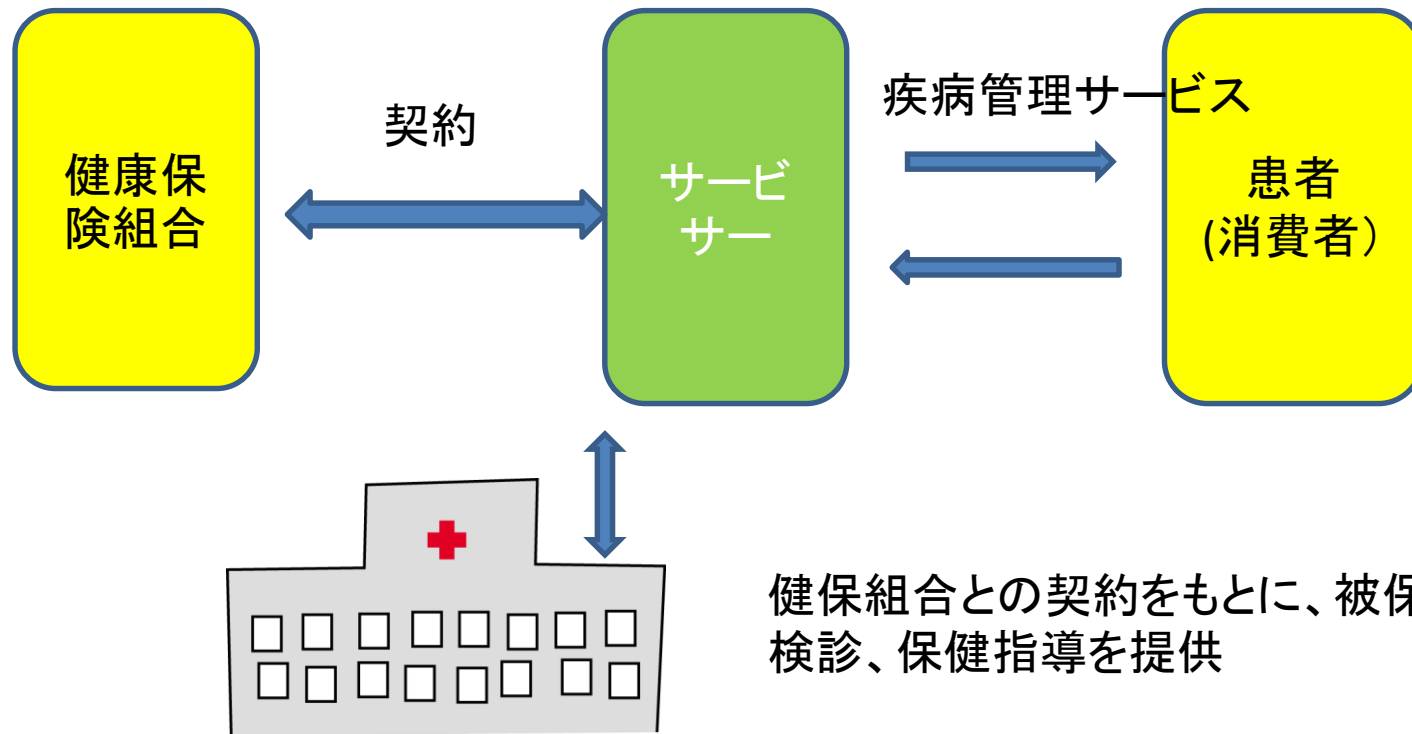 健康保
険組合
契約
サービ
サー
疾病管理サービス
患者
(消費者）
健保組合との契約をもとに、被保
検診、保健指導を提供